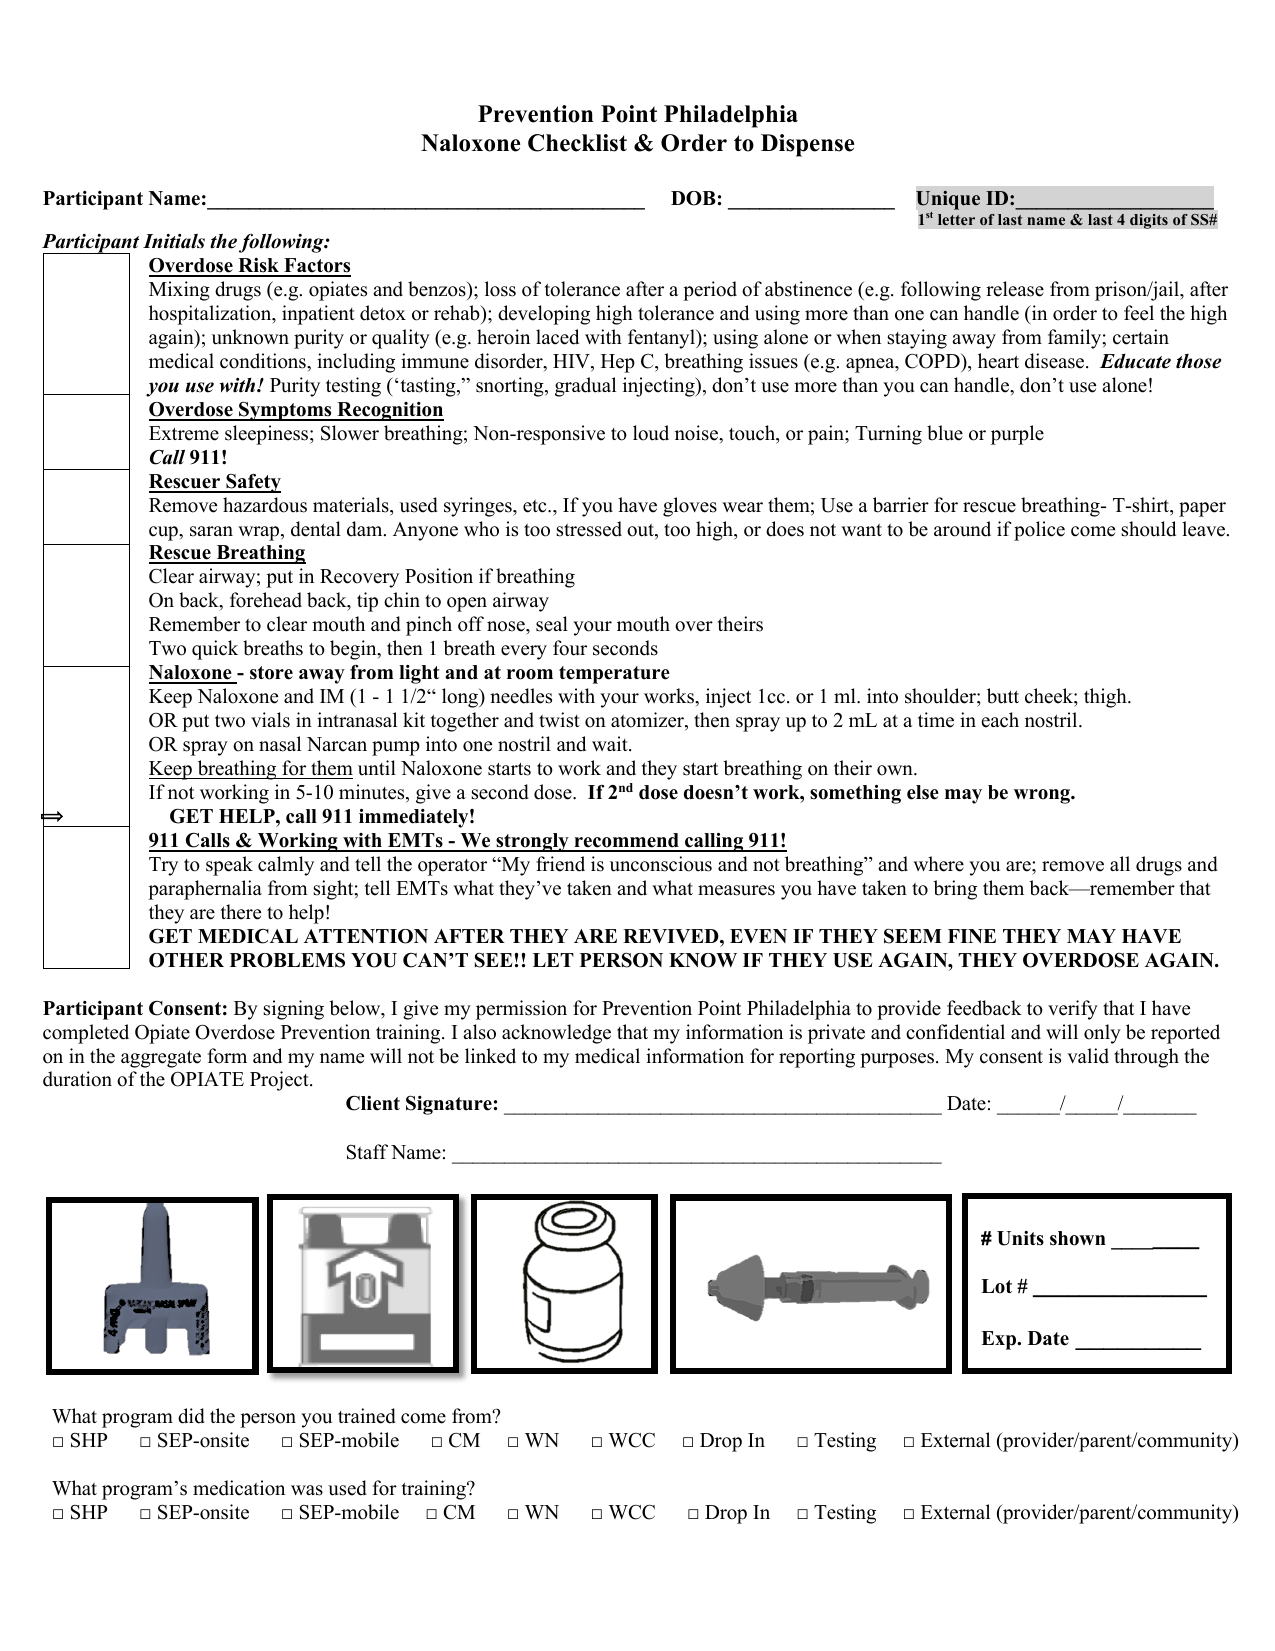 Prevention Point Philadelphia
Naloxone Checklist & Order to Dispense
Participant Name:__________________________________________ DOB: ________________ Unique ID:___________________
1st letter of last name & last 4 digits of SS#
Participant Initials the following:
Overdose Risk Factors
Mixing drugs (e.g. opiates and benzos); loss of tolerance after a period of abstinence (e.g. following release from prison/jail, after
hospitalization, inpatient detox or rehab); developing high tolerance and using more than one can handle (in order to feel the high
again); unknown purity or quality (e.g. heroin laced with fentanyl); using alone or when staying away from family; certain
medical conditions, including immune disorder, HIV, Hep C, breathing issues (e.g. apnea, COPD), heart disease. Educate those
you use with! Purity testing (‘tasting,” snorting, gradual injecting), don’t use more than you can handle, don’t use alone!
Overdose Symptoms Recognition
Extreme sleepiness; Slower breathing; Non-responsive to loud noise, touch, or pain; Turning blue or purple
Call 911!
Rescuer Safety
Remove hazardous materials, used syringes, etc., If you have gloves wear them; Use a barrier for rescue breathing- T-shirt, paper
cup, saran wrap, dental dam. Anyone who is too stressed out, too high, or does not want to be around if police come should leave.
Rescue Breathing
Clear airway; put in Recovery Position if breathing
On back, forehead back, tip chin to open airway
Remember to clear mouth and pinch off nose, seal your mouth over theirs
Two quick breaths to begin, then 1 breath every four seconds
Naloxone - store away from light and at room temperature
Keep Naloxone and IM (1 - 1 1/2“ long) needles with your works, inject 1cc. or 1 ml. into shoulder; butt cheek; thigh.
OR put two vials in intranasal kit together and twist on atomizer, then spray up to 2 mL at a time in each nostril.
OR spray on nasal Narcan pump into one nostril and wait.
Keep breathing for them until Naloxone starts to work and they start breathing on their own.
If not working in 5-10 minutes, give a second dose. If 2nd dose doesn’t work, something else may be wrong.
⇒ GET HELP, call 911 immediately!
911 Calls & Working with EMTs - We strongly recommend calling 911!
Try to speak calmly and tell the operator “My friend is unconscious and not breathing” and where you are; remove all drugs and
paraphernalia from sight; tell EMTs what they’ve taken and what measures you have taken to bring them back—remember that
they are there to help!
GET MEDICAL ATTENTION AFTER THEY ARE REVIVED, EVEN IF THEY SEEM FINE THEY MAY HAVE
OTHER PROBLEMS YOU CAN’T SEE!! LET PERSON KNOW IF THEY USE AGAIN, THEY OVERDOSE AGAIN.
Participant Consent: By signing below, I give my permission for Prevention Point Philadelphia to provide feedback to verify that I have
completed Opiate Overdose Prevention training. I also acknowledge that my information is private and confidential and will only be reported
on in the aggregate form and my name will not be linked to my medical information for reporting purposes. My consent is valid through the
duration of the OPIATE Project.
Client Signature: __________________________________________ Date: ______/_____/_______
Staff Name: _______________________________________________
NARCAN NASAL SPRAY
4 mg
# Units shown _________
Lot # _________________
Exp. Date ____________
What program did the person you trained come from?
□ SHP □ SEP-onsite □ SEP-mobile □ CM □ WN □ WCC □ Drop In □ Testing □ External (provider/parent/community)
What program’s medication was used for training?
□ SHP □ SEP-onsite □ SEP-mobile □ CM □ WN □ WCC □ Drop In □ Testing □ External (provider/parent/community)